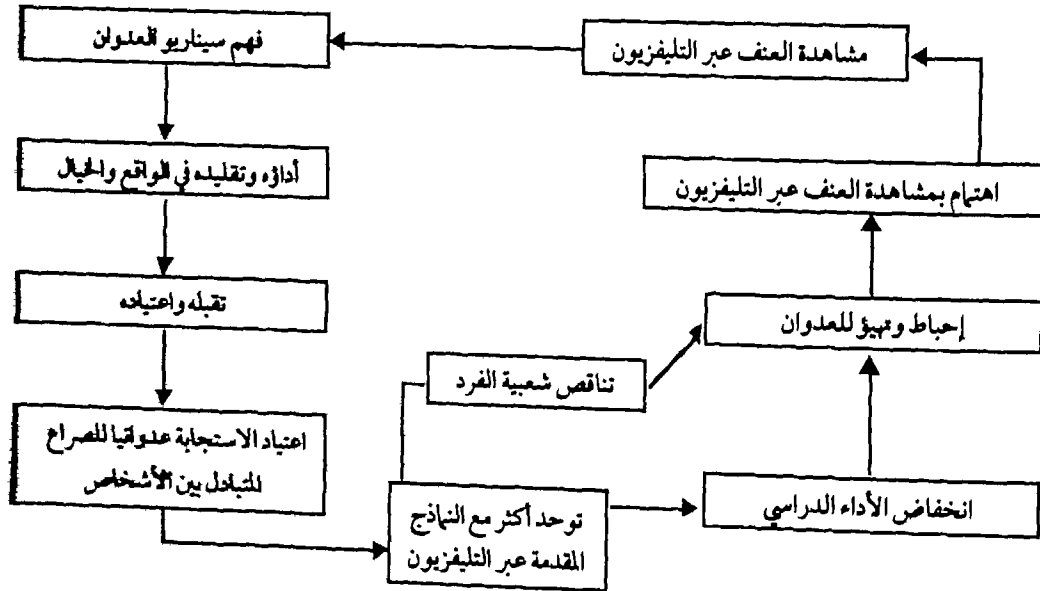 مشاهدة العنف عبر التليفزيون
فهم سيناريو العدوان
اهتمام بمشاهدة العنف عبر التليفزيون
أداؤه وتقليده في الواقع والخيال
إحباط وتهيؤ للعدوان
تقبله واعتياده
تناقص شعبية الفرد
اعتياد الاستجابة عدوانيا للصراع
المتبادل بين الأشخاص
انخفاض الأداء الدراسي
توحد أكثر مع النماذج
المقدمة عبر التليفزيون